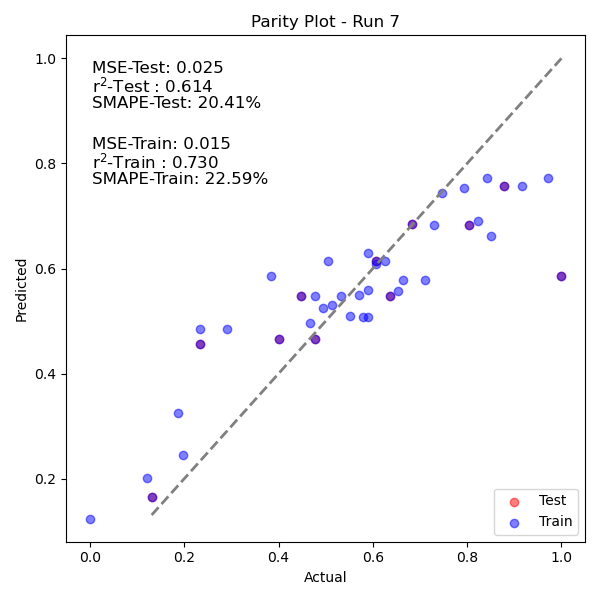 Parity Plot - Run 7
MSE-Test: 0.025
r²-Test : 0.614
SMAPE-Test: 20.41%
MSE-Train: 0.015
r²-Train : 0.730
SMAPE-Train: 22.59%
1.0
0.8
0.6
0.4
0.2
Predicted
Test
Train
0.0 0.2 0.4 0.6 0.8 1.0
Actual